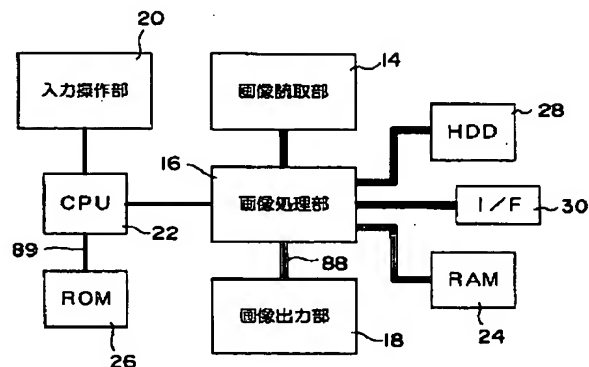 20
入力操作部
画像読取部
14
HDD
28
CPU
22
16
画像処理部
I/F
30
89
ROM
26
88
画像出力部
18
RAM
24